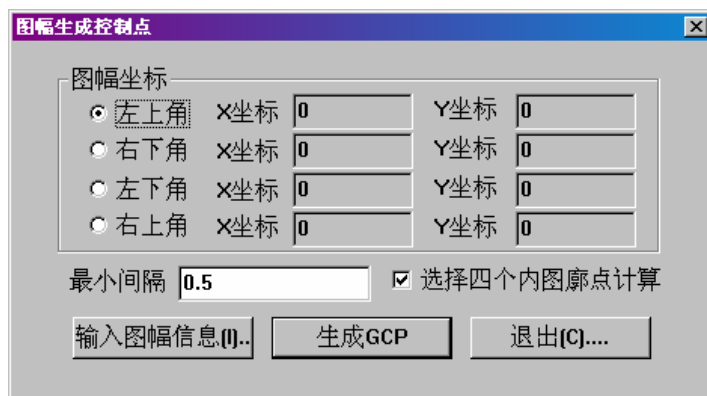 图幅生成控制点
图幅坐标
左上角 X坐标 0 Y坐标 0
右下角 X坐标 0 Y坐标 0
左下角 X坐标 0 Y坐标 0
右上角 X坐标 0 Y坐标 0
最小间隔 0.5 选择四个内图廓点计算
输入图幅信息(I).. 生成GCP 退出(C)....